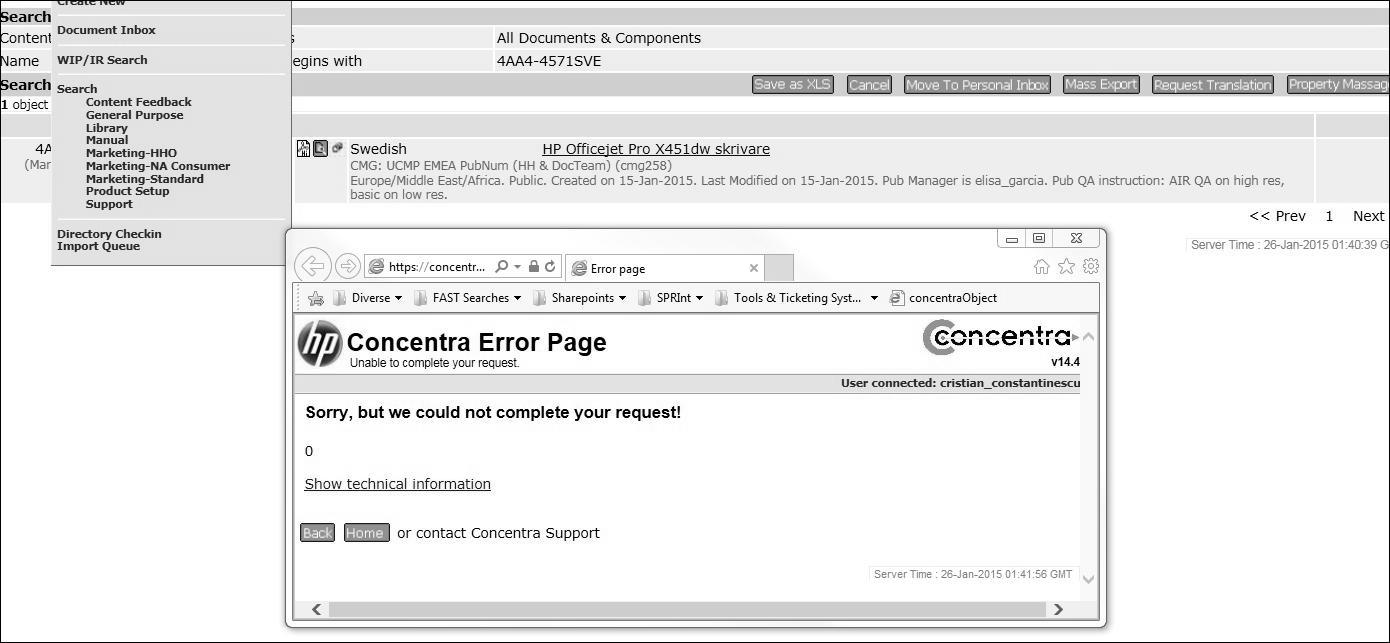 Create New
Search
Document Inbox
Content s All Documents & Components
WIP/IR Search
Name egins with 4AA4-4571SVE
Search Save as XLS Cancel Move To Personal Inbox Mass Export Request Translation Property Massag
Search
1 object
Content Feedback
General Purpose
Library
Manual
Marketing-HHO
Marketing-NA Consumer
Marketing-Standard
Product Setup
Support
Directory Checkin
Import Queue
4A Swedish HP Officejet Pro X451dw skrivare
(Mar CMG: UCMP EMEA PubNum (HH & DocTeam) (cmg258)
Europe/Middle East/Africa. Public. Created on 15-Jan-2015. Last Modified on 15-Jan-2015. Pub Manager is elisa_garcia. Pub QA instruction: AIR QA on high res,
basic on low res.
<< Prev 1 Next
Server Time : 26-Jan-2015 01:40:39 G
https://concentr... Error page
Diverse FAST Searches Sharepoints SPRInt Tools & Ticketing Syst... concentraObject
hp Concentra Error Page concentra
Unable to complete your request. v14.4
User connected: cristian_constantinescu
Sorry, but we could not complete your request!
0
Show technical information
Back Home or contact Concentra Support
Server Time : 26-Jan-2015 01:41:56 GMT